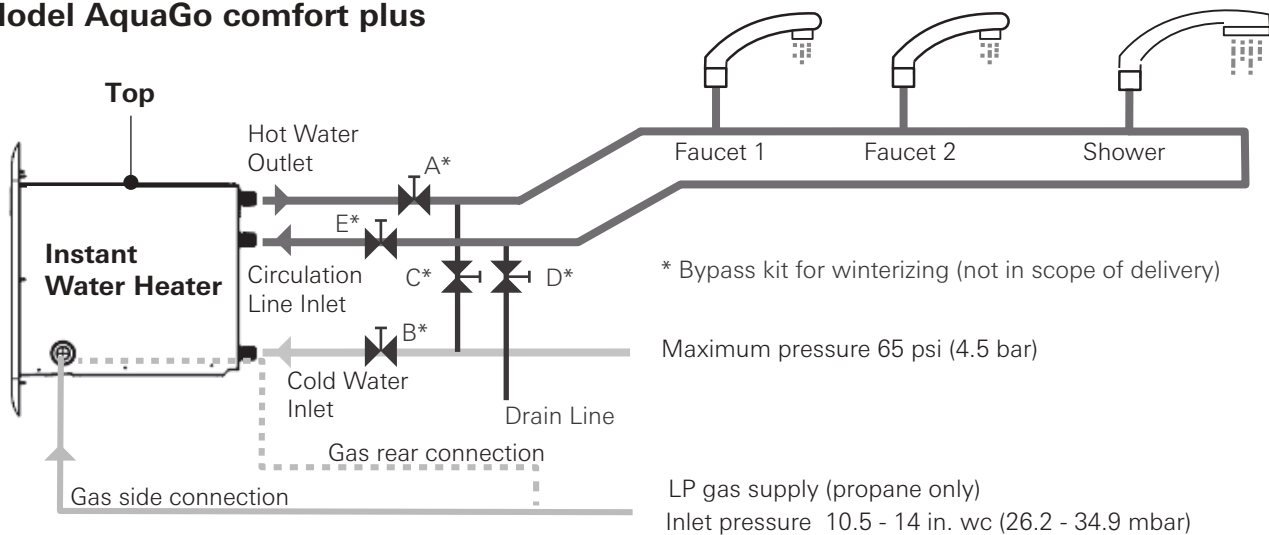 Model AquaGo comfort plus
Top
Hot Water
Outlet
A*
Faucet 1
Faucet 2
Shower
E*
Instant
Water Heater
Circulation
Line Inlet
C*
D*
* Bypass kit for winterizing (not in scope of delivery)
B*
Maximum pressure 65 psi (4.5 bar)
Cold Water
Inlet
Drain Line
Gas rear connection
Gas side connection
LP gas supply (propane only)
Inlet pressure 10.5 - 14 in. wc (26.2 - 34.9 mbar)